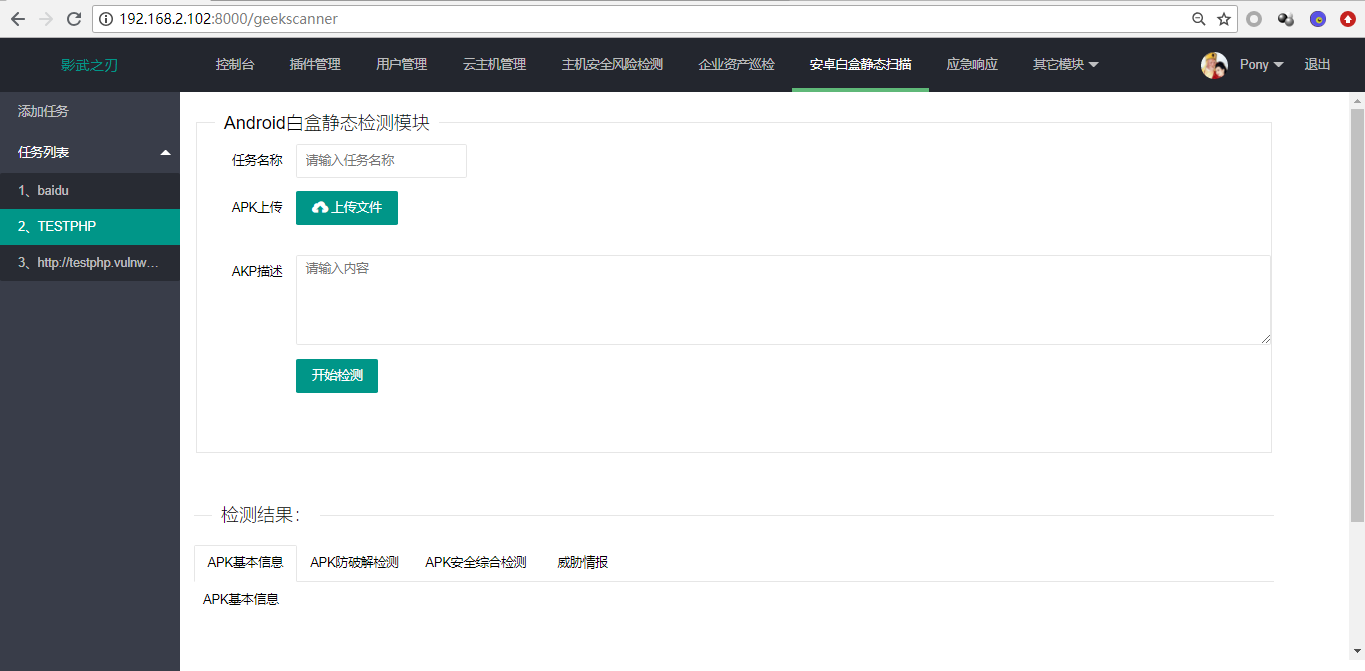 192.168.2.102:8000/geekscanner
影武之刃 控制台 插件管理 用户管理 云主机管理 主机安全风险检测 企业资产巡检 安卓白盒静态扫描 应急响应 其它模块 Pony 退出
添加任务
任务列表
1、baidu
2、TESTPHP
3、http://testphp.vulnw...
Android白盒静态检测模块
任务名称 请输入任务名称
APK上传 上传文件
AKP描述 请输入内容
开始检测
检测结果：
APK基本信息 APK防破解检测 APK安全综合检测 威胁情报
APK基本信息